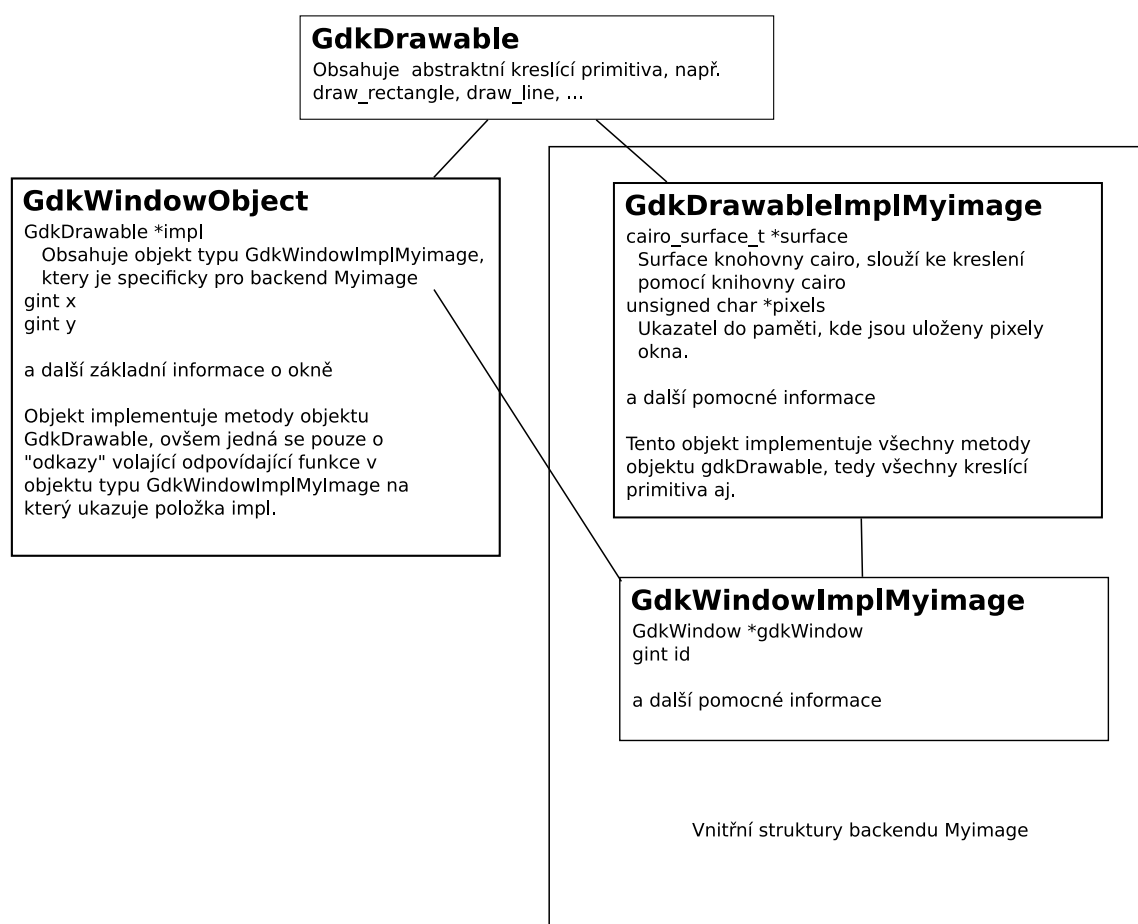 GdkDrawable
Obsahuje  abstraktní kreslící primitiva, např.
draw_rectangle, draw_line, ...
GdkWindowObject
GdkDrawable *impl
Obsahuje objekt typu GdkWindowImplMyimage,
ktery je specificky pro backend Myimage
gint x
gint y
a další základní informace o okně
Objekt implementuje metody objektu
GdkDrawable, ovšem jedná se pouze o
"odkazy" volající odpovídající funkce v
objektu typu GdkWindowImplMyImage na
který ukazuje položka impl.
GdkDrawableImplMyimage
cairo_surface_t *surface
Surface knohovny cairo, slouží ke kreslení
pomocí knihovny cairo
unsigned char *pixels
Ukazatel do paměti, kde jsou uloženy pixely
okna.
a další pomocné informace
Tento objekt implementuje všechny metody
objektu gdkDrawable, tedy všechny kreslící
primitiva aj.
GdkWindowImplMyimage
GdkWindow *gdkWindow
gint id
a další pomocné informace
Vnitřní struktury backendu Myimage